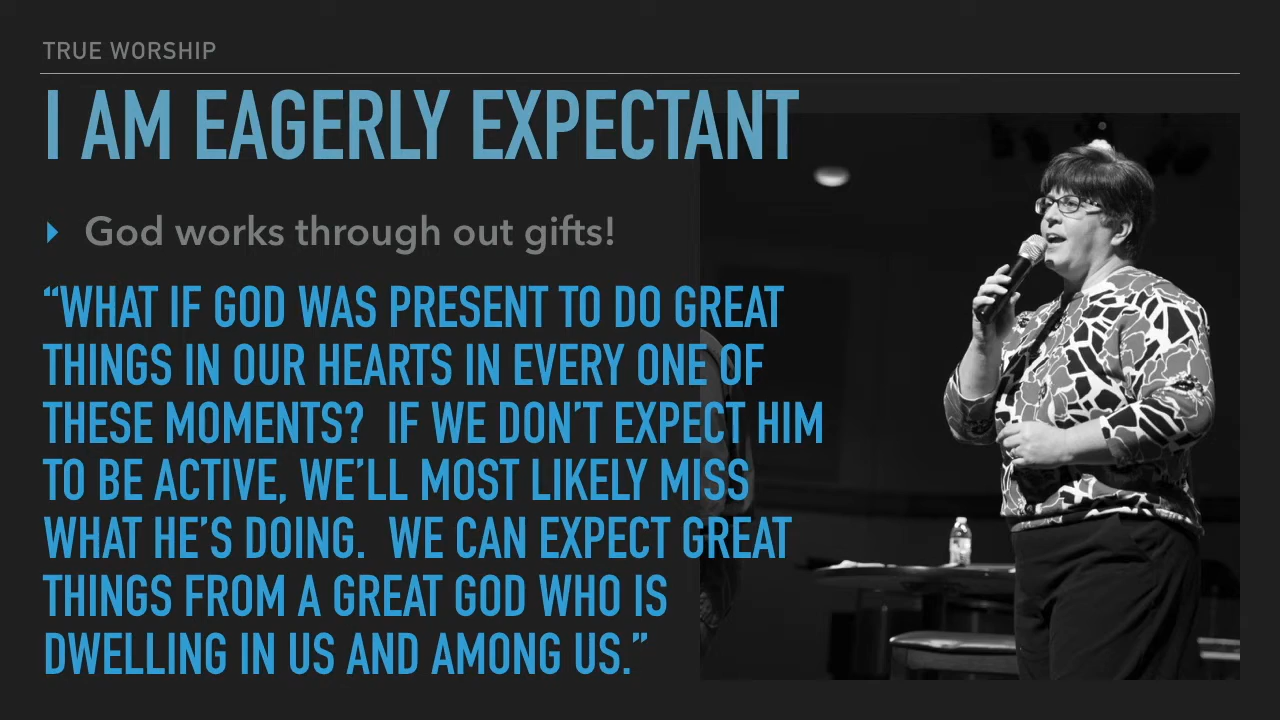 TRUE WORSHIP
I AM EAGERLY EXPECTANT
God works through out gifts!
“WHAT IF GOD WAS PRESENT TO DO GREAT
THINGS IN OUR HEARTS IN EVERY ONE OF
THESE MOMENTS?  IF WE DON’T EXPECT HIM
TO BE ACTIVE, WE’LL MOST LIKELY MISS
WHAT HE’S DOING.  WE CAN EXPECT GREAT
THINGS FROM A GREAT GOD WHO IS
DWELLING IN US AND AMONG US.”